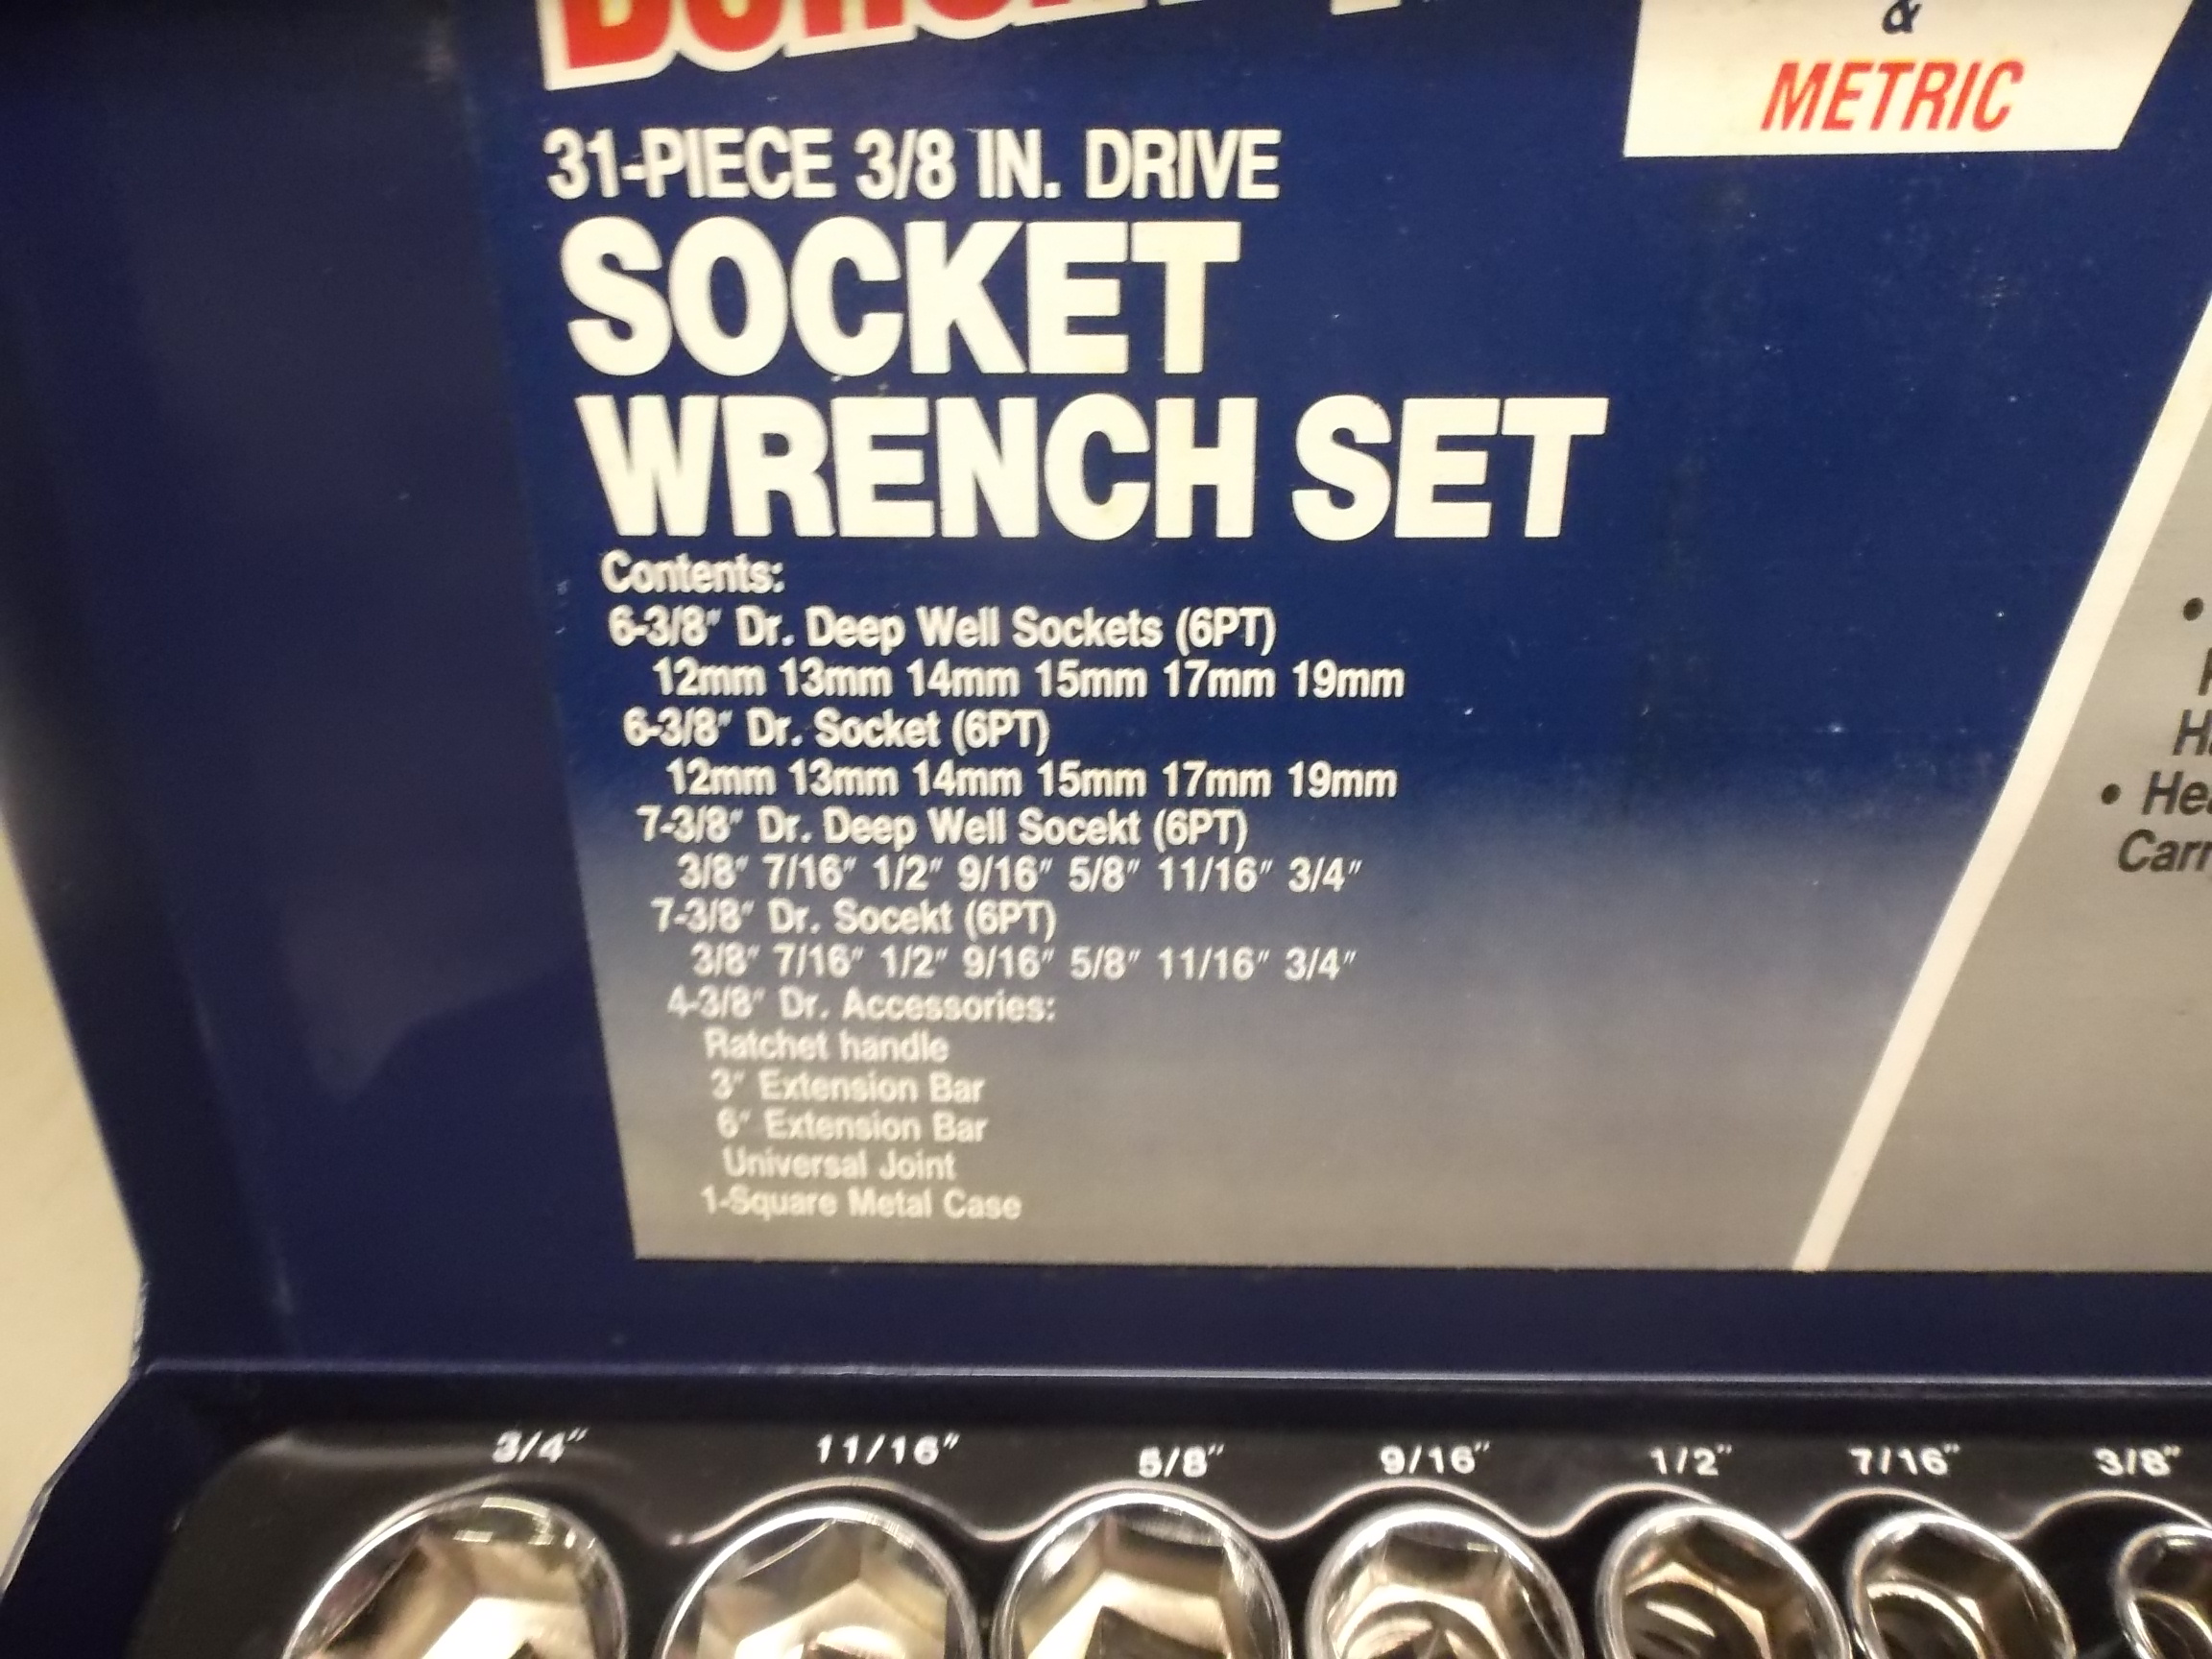 &
METRIC
31-PIECE 3/8 IN. DRIVE
SOCKET
WRENCH SET
Contents:
6-3/8" Dr. Deep Well Sockets (6PT)
12mm 13mm 14mm 15mm 17mm 19mm
6-3/8" Dr. Socket (6PT)
12mm 13mm 14mm 15mm 17mm 19mm
7-3/8" Dr. Deep Well Socekt (6PT)
3/8" 7/16" 1/2" 9/16" 5/8" 11/16" 3/4"
7-3/8" Dr. Socekt (6PT)
3/8" 7/16" 1/2" 9/16" 5/8" 11/16" 3/4"
4-3/8" Dr. Accessories:
Ratchet handle
3" Extension Bar
6" Extension Bar
Universal Joint
1-Square Metal Case
3/4" 11/16" 5/8" 9/16" 1/2" 7/16" 3/8"